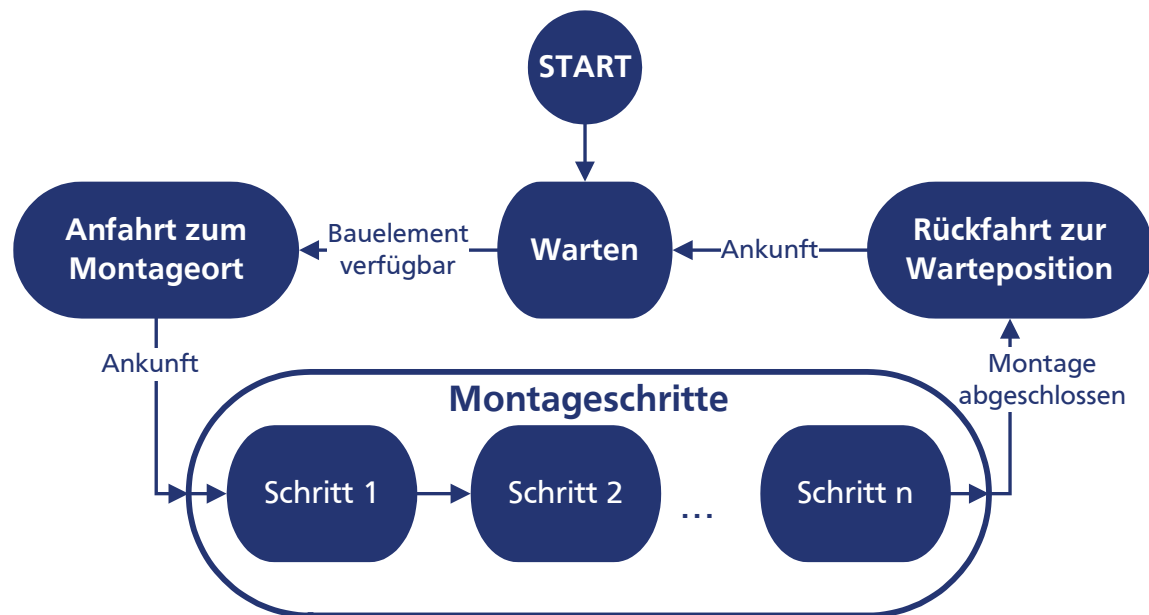 START
Anfahrt zum
Montageort
Bauelement
verfügbar
Warten
Ankunft
Rückfahrt zur
Warteposition
Ankunft
Montage
abgeschlossen
Montageschritte
Schritt 1
Schritt 2
...
Schritt n